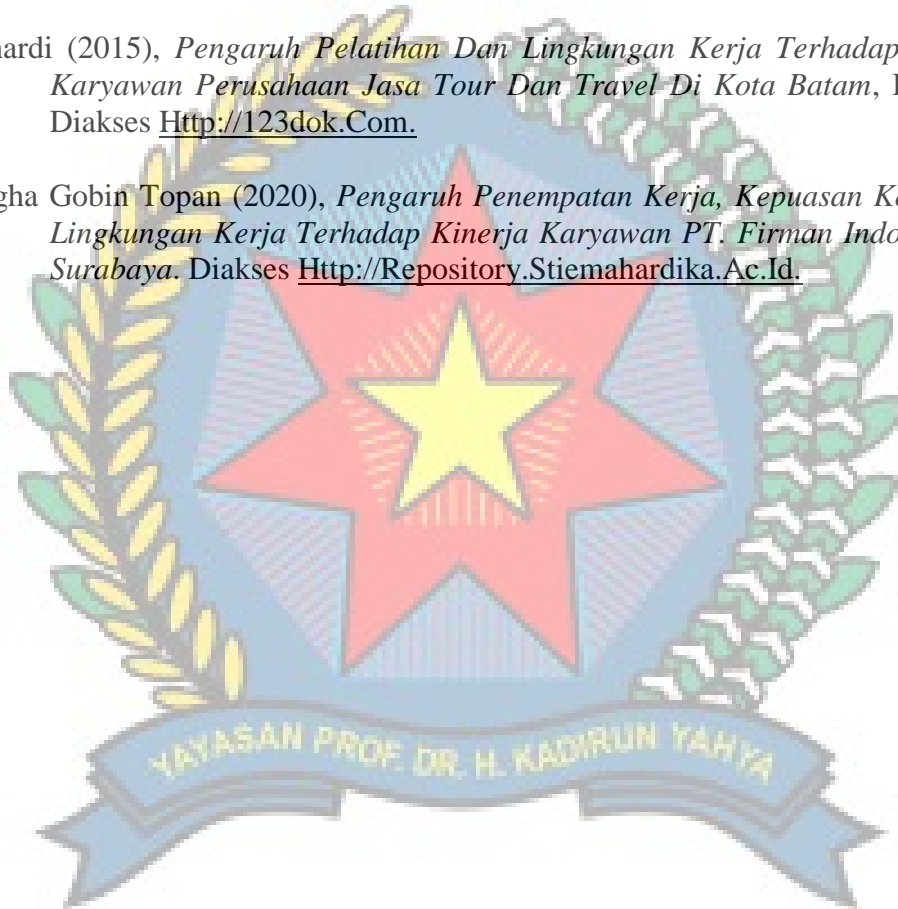 ardi (2015), Pengaruh Pelatihan Dan Lingkungan Kerja Terhadap
Karyawan Perusahaan Jasa Tour Dan Travel Di Kota Batam,
Diakses Http://123dok.Com.
gha Gobin Topan (2020), Pengaruh Penempatan Kerja, Kepuasan
Lingkungan Kerja Terhadap Kinerja Karyawan PT. Firman Indo
Surabaya. Diakses Http://Repository.Stiemahardika.Ac.Id.
YAYASAN PROF. DR. H. KADIRUN YAHYA